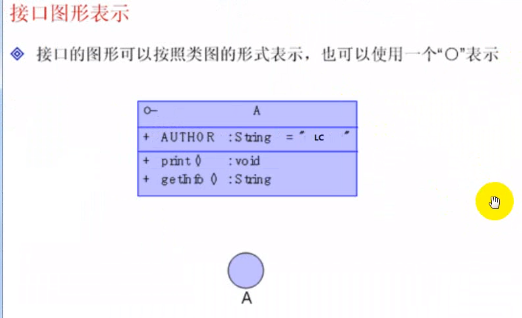 接口图形表示
接口的图形可以按照类图的形式表示，也可以使用一个“○”表示
A
+ AUTHOR :String = " LC "
+ print() :void
+ getInfo() :String
A